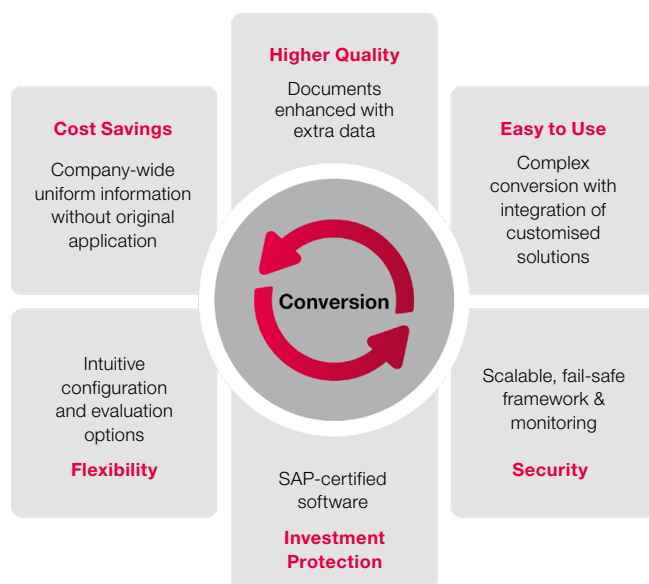 Higher Quality
Documents
enhanced with
extra data
Cost Savings
Company-wide
uniform information
without original
application
Easy to Use
Complex
conversion with
integration of
customised
solutions
Conversion
Intuitive
configuration
and evaluation
options
Flexibility
SAP-certified
software
Investment
Protection
Scalable, fail-safe
framework &
monitoring
Security